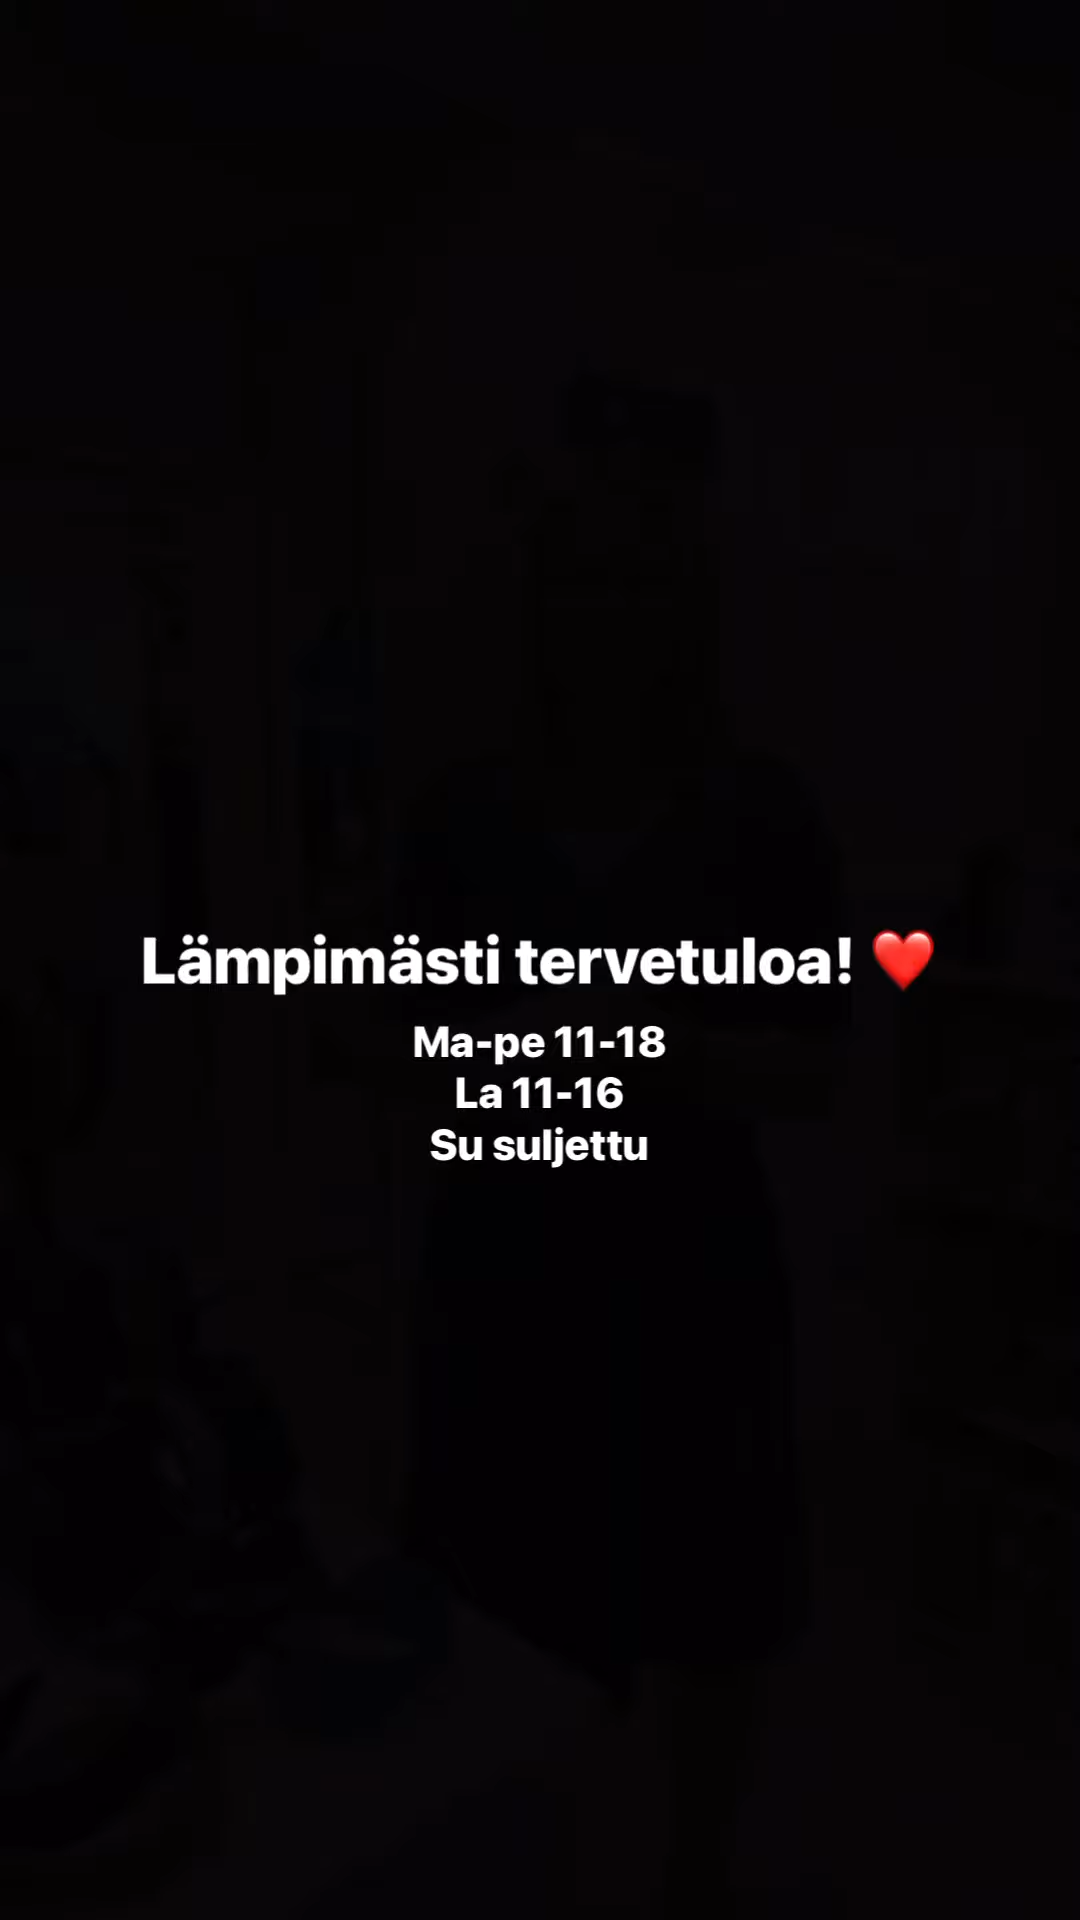 Lämpimästi tervetuloa! ❤️
Ma-pe 11-18
La 11-16
Su suljettu